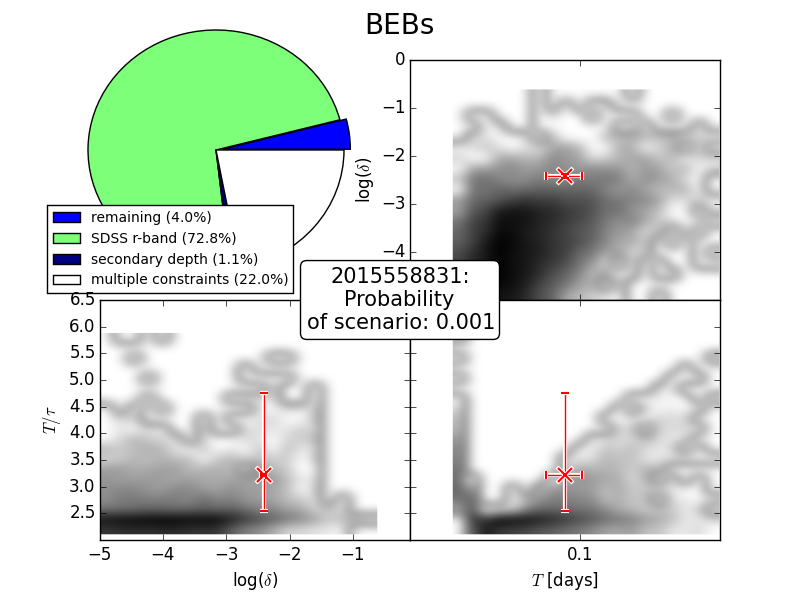 BEBs
remaining (4.0%)
SDSS r-band (72.8%)
secondary depth (1.1%)
multiple constraints (22.0%)
0
−1
−2
−3
−4
log(δ)
2015558831:
Probability
of scenario: 0.001
6.5
6.0
5.5
5.0
4.5
4.0
3.5
3.0
2.5
T/τ
−5 −4 −3 −2 −1
log(δ)
0.1
T [days]